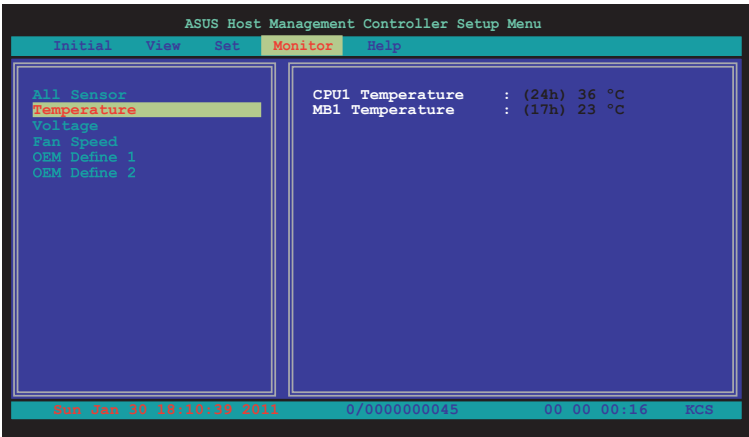 ASUS Host Management Controller Setup Menu
Initial View Set Monitor Help
All Sensor
Temperature
Voltage
Fan Speed
OEM Define 1
OEM Define 2
CPU1 Temperature : (24h) 36 °C
MB1 Temperature : (17h) 23 °C
Sun Jan 30 18:10:39 2011 0/0000000045 00 00 00:16 KCS